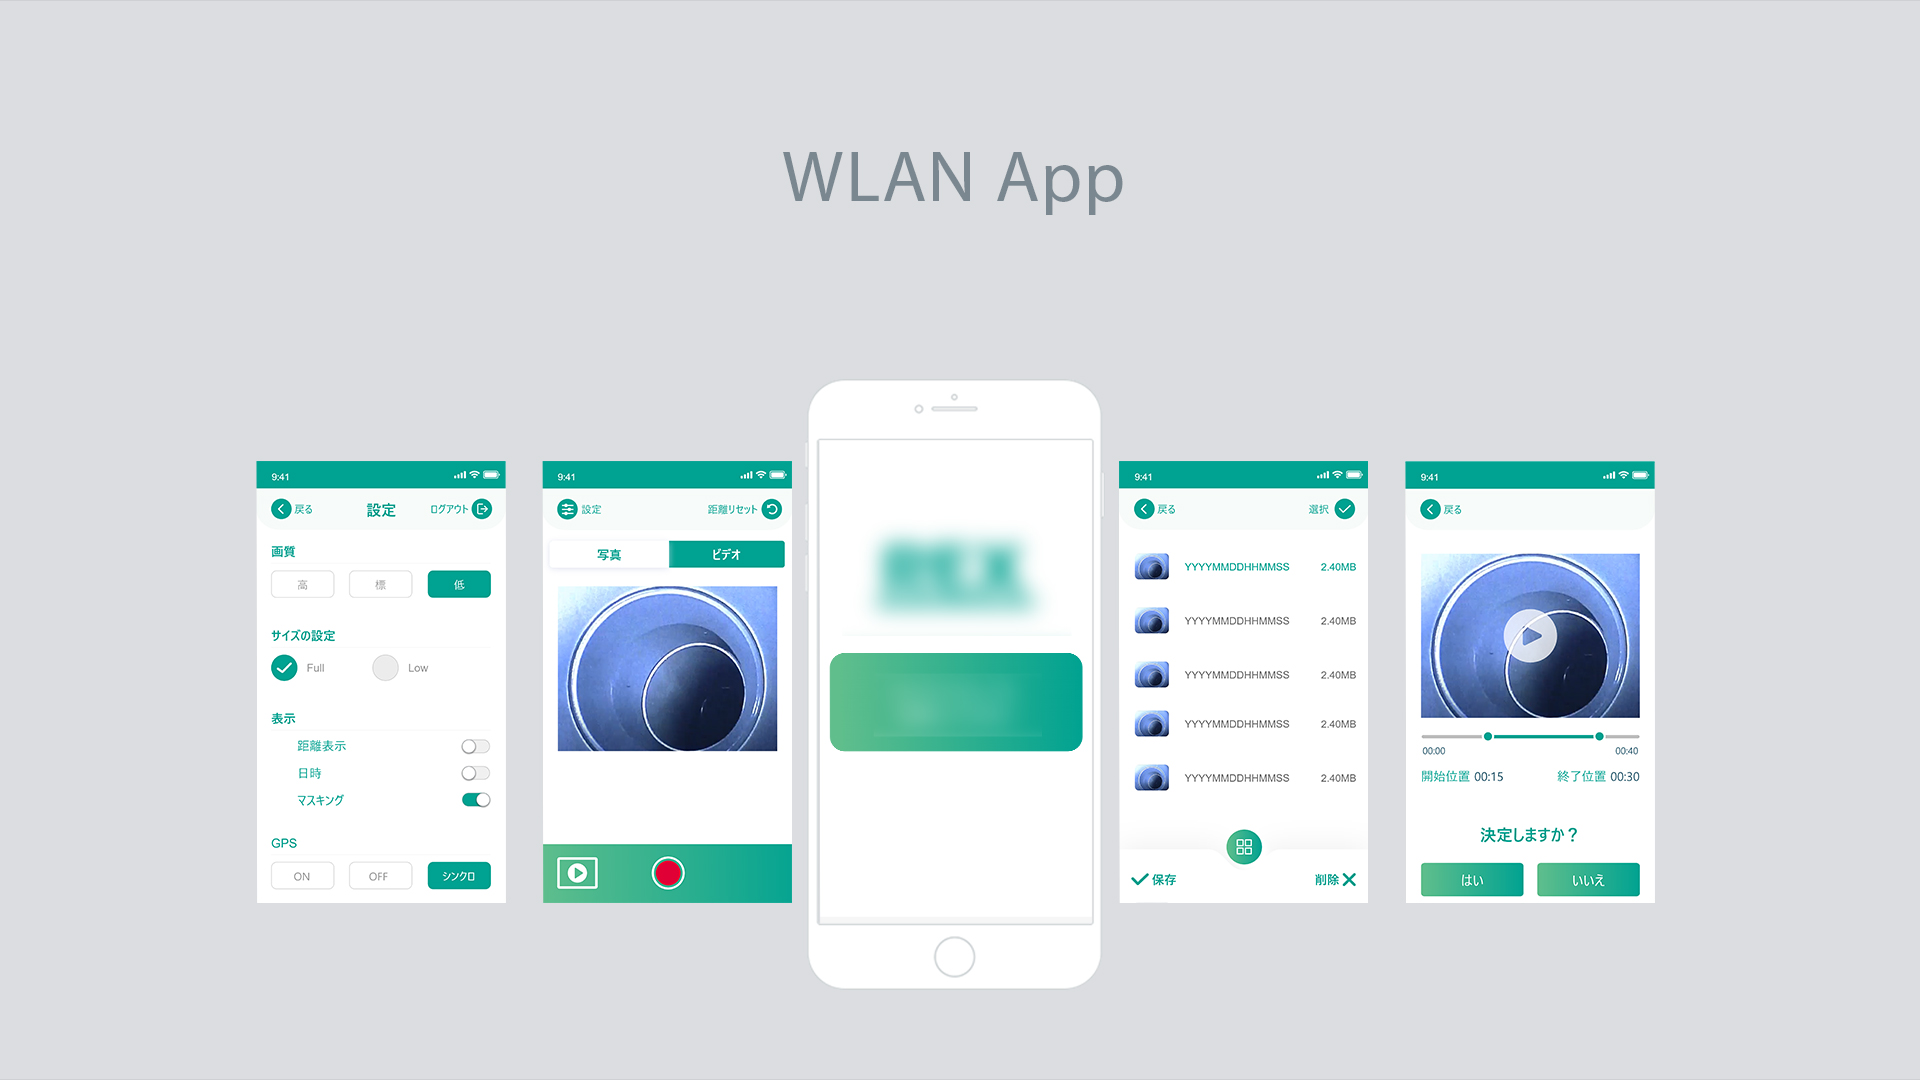 WLAN App
9:41
戻る 設定 ログアウト
画質
高 標 低
サイズの設定
Full Low
表示
距離表示
日時
マスキング
GPS
ON OFF シンクロ
9:41
設定 距離リセット
写真 ビデオ
9:41
戻る 選択
YYYYMMDDHHMMSS 2.40MB
YYYYMMDDHHMMSS 2.40MB
YYYYMMDDHHMMSS 2.40MB
YYYYMMDDHHMMSS 2.40MB
YYYYMMDDHHMMSS 2.40MB
保存 削除
9:41
戻る
00:00 00:40
開始位置 00:15 終了位置 00:30
決定しますか？
はい いいえ